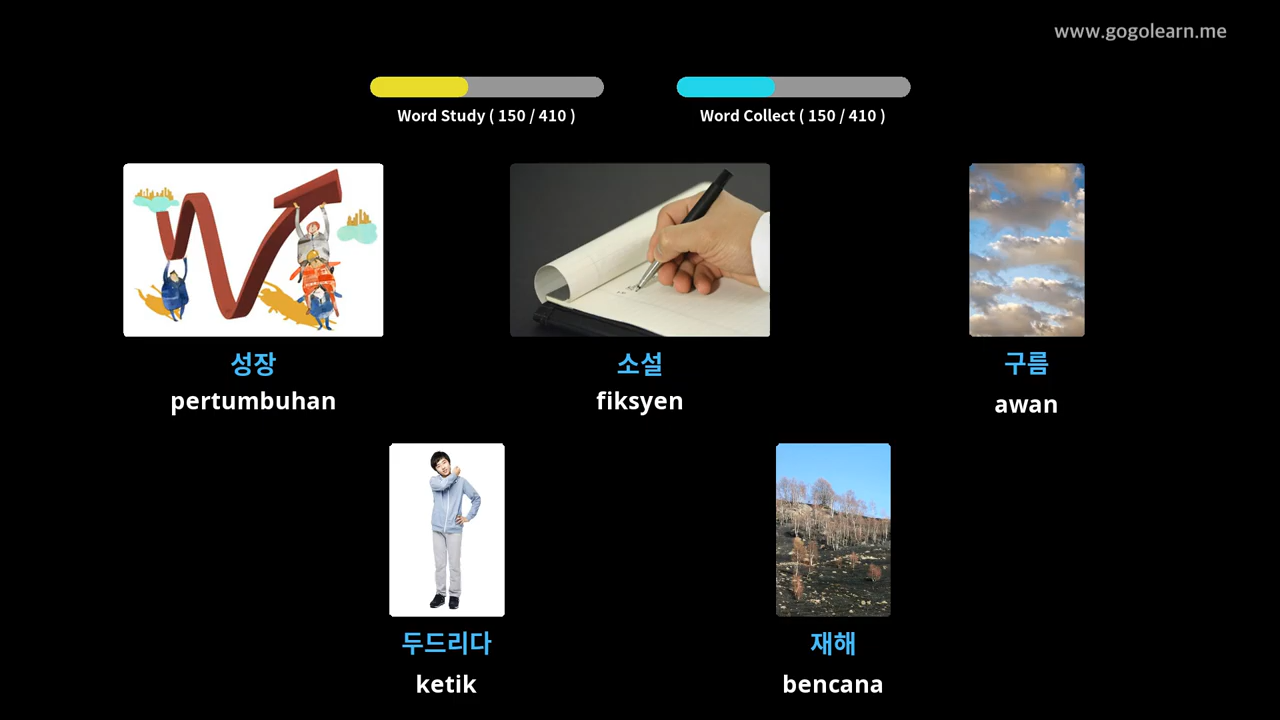 www.gogolearn.me
Word Study ( 150 / 410 )
Word Collect ( 150 / 410 )
성장
pertumbuhan
소설
fiksyen
구름
awan
두드리다
ketik
재해
bencana